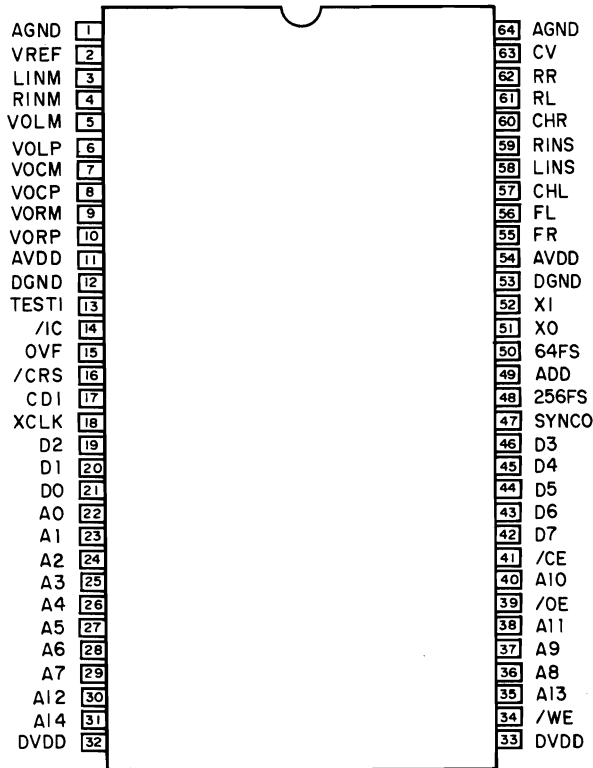 AGND 1 64 AGND
VREF 2 63 CV
LINM 3 62 RR
RINM 4 61 RL
VOLM 5 60 CHR
VOLP 6 59 RINS
VOCM 7 58 LINS
VOCP 8 57 CHL
VORM 9 56 FL
VORP 10 55 FR
AVDD 11 54 AVDD
DGND 12 53 DGND
TEST1 13 52 XI
/IC 14 51 XO
OVF 15 50 64FS
/CRS 16 49 ADD
CDI 17 48 256FS
XCLK 18 47 SYNCO
D2 19 46 D3
D1 20 45 D4
D0 21 44 D5
A0 22 43 D6
A1 23 42 D7
A2 24 41 /CE
A3 25 40 A10
A4 26 39 /OE
A5 27 38 A11
A6 28 37 A9
A7 29 36 A8
A12 30 35 A13
A14 31 34 /WE
DVDD 32 33 DVDD